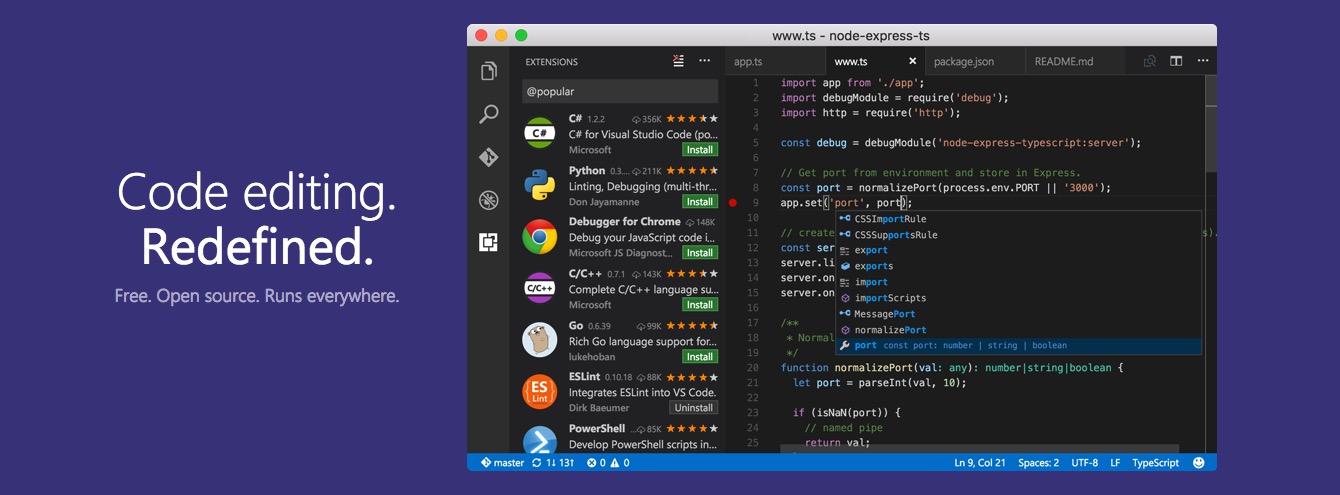 Code editing.
Redefined.
Free. Open source. Runs everywhere.
www.ts - node-express-ts
EXTENSIONS
@popular
C# 1.2.2 356K
C# for Visual Studio Code (po...
Microsoft Install
Python 0.3.... 211K
Linting, Debugging (multi-thr...
Don Jayamanne Install
Debugger for Chrome 148K
Debug your JavaScript code i...
Microsoft JS Diagnost... Install
C/C++ 0.7.1 143K
Complete C/C++ language su...
Microsoft Install
Go 0.6.39 99K
Rich Go language support for...
lukehoban Install
ESLint 0.10.18 88K
Integrates ESLint into VS Code.
Dirk Baeumer Uninstall
PowerShell ... 85K
Develop PowerShell scripts in...
C#
C/C++
ES
Lint
app.ts www.ts package.json README.md
1 import app from './app';
2 import debugModule = require('debug');
3 import http = require('http');
4
5 const debug = debugModule('node-express-typescript:server');
6
7 // Get port from environment and store in Express.
8 const port = normalizePort(process.env.PORT || '3000');
9 app.set('port', port);
10
11 // create s).
12 const ser
13 server.li
14 server.on
15 server.on
16
17 /**
18 * Normal
19 */
20 function normalizePort(val: any): number|string|boolean {
21 let port = parseInt(val, 10);
22
23 if (isNaN(port)) {
24 // named pipe
25 return val;
CSSImportRule
CSSSupportsRule
export
exports
import
importScripts
MessagePort
normalizePort
port const port: number | string | boolean
master 1↓ 13↑ 0 0 Ln 9, Col 21 Spaces: 2 UTF-8 LF TypeScript